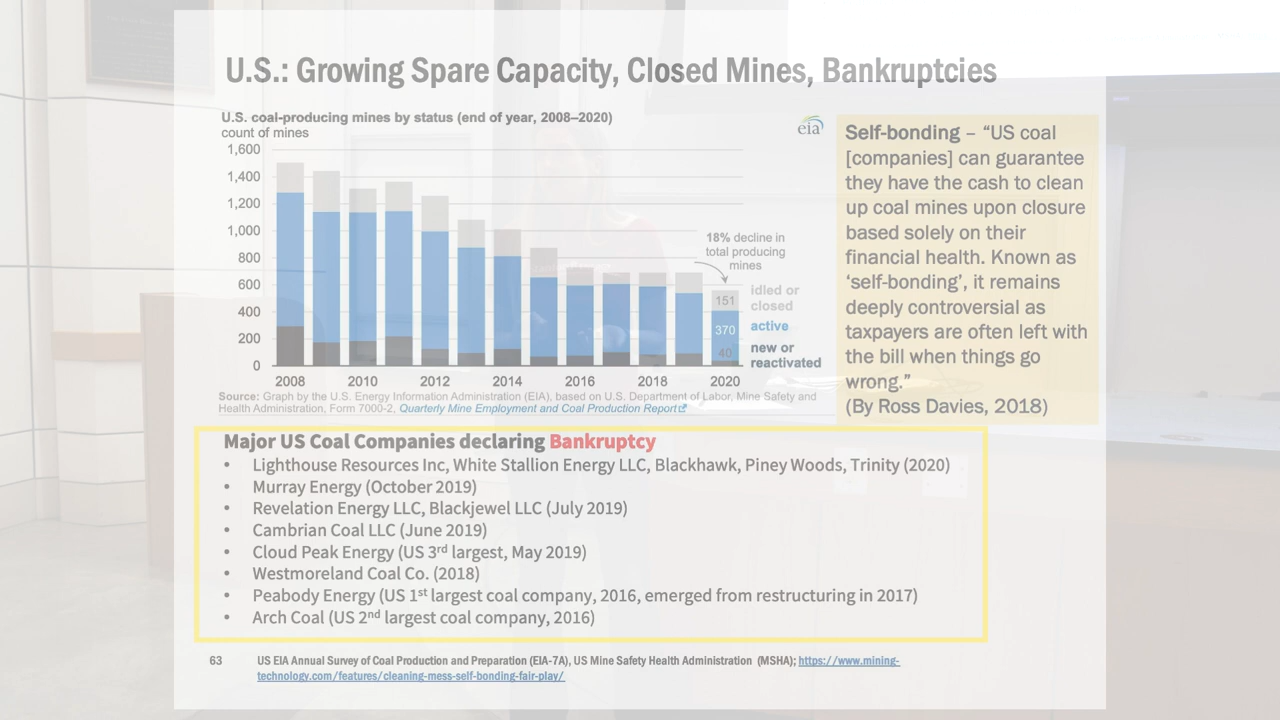 U.S.: Growing Spare Capacity, Closed Mines, Bankruptcies
U.S. coal-producing mines by status (end of year, 2008–2020)
count of mines
eia
1,600
1,400
1,200
1,000
800
600
400
200
0
18% decline in
total producing
mines
151
370
40
idled or
closed
active
new or
reactivated
2008 2010 2012 2014 2016 2018 2020
Source: Graph by the U.S. Energy Information Administration (EIA), based on U.S. Department of Labor, Mine Safety and
Health Administration, Form 7000-2, Quarterly Mine Employment and Coal Production Report
Self-bonding – “US coal
[companies] can guarantee
they have the cash to clean
up coal mines upon closure
based solely on their
financial health. Known as
‘self-bonding’, it remains
deeply controversial as
taxpayers are often left with
the bill when things go
wrong.”
(By Ross Davies, 2018)
Major US Coal Companies declaring Bankruptcy
• Lighthouse Resources Inc, White Stallion Energy LLC, Blackhawk, Piney Woods, Trinity (2020)
• Murray Energy (October 2019)
• Revelation Energy LLC, Blackjewel LLC (July 2019)
• Cambrian Coal LLC (June 2019)
• Cloud Peak Energy (US 3rd largest, May 2019)
• Westmoreland Coal Co. (2018)
• Peabody Energy (US 1st largest coal company, 2016, emerged from restructuring in 2017)
• Arch Coal (US 2nd largest coal company, 2016)
63
US EIA Annual Survey of Coal Production and Preparation (EIA-7A), US Mine Safety Health Administration (MSHA); https://www.mining-
technology.com/features/cleaning-mess-self-bonding-fair-play/